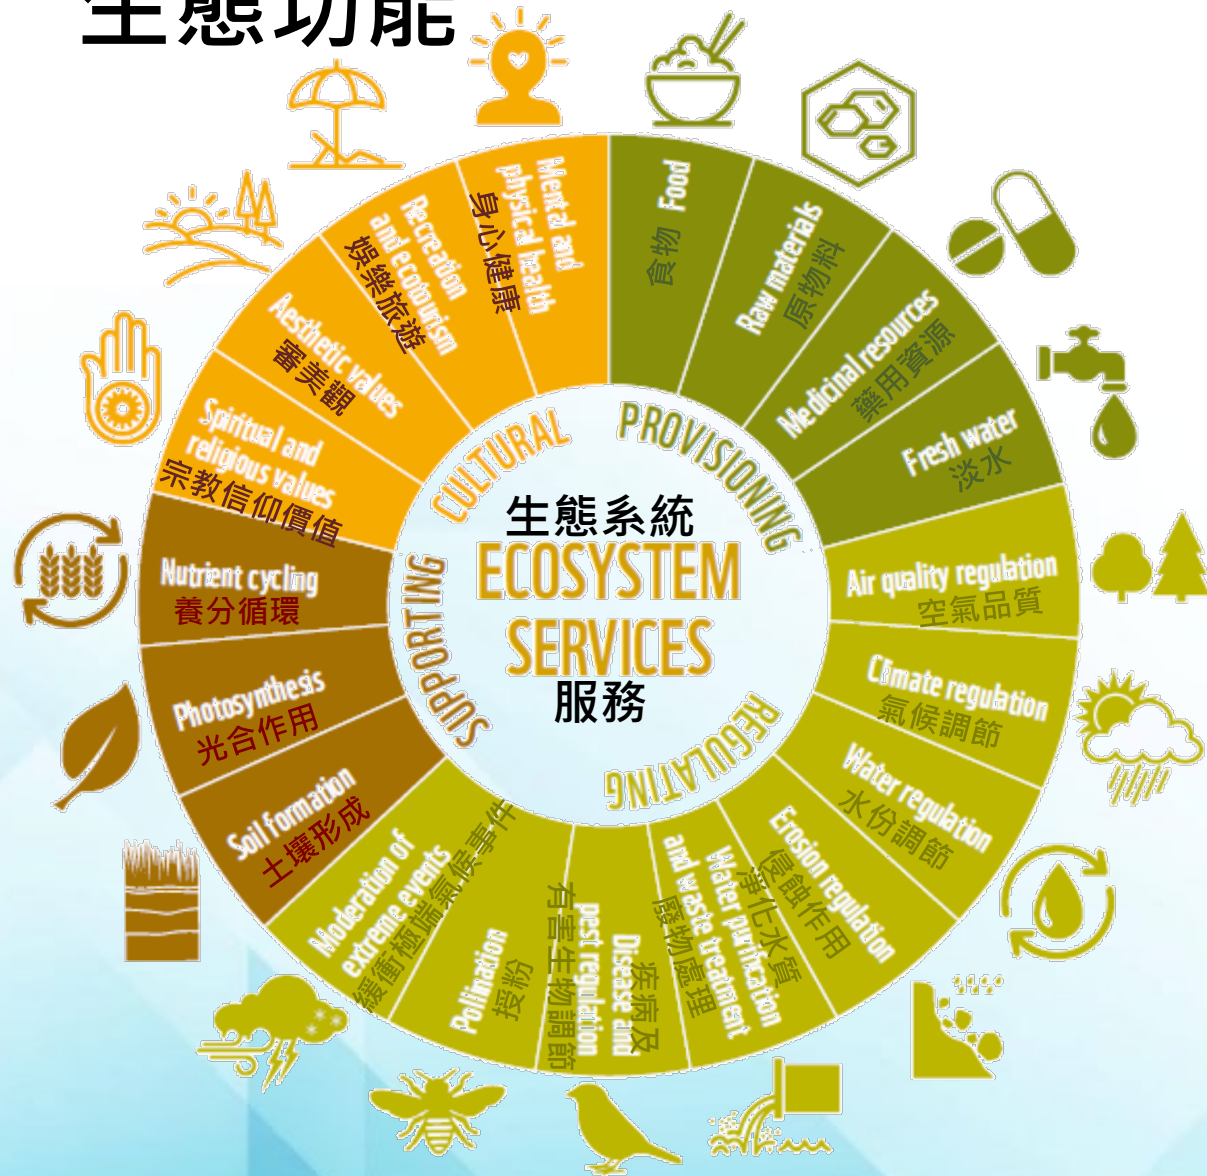 生態功能
生態系統
ECOSYSTEM
SERVICES
服務
PROVISIONING
Food
食物
Raw materials
原物料
Medicinal resources
藥用資源
Fresh water
淡水
REGULATING
Air quality regulation
空氣品質
Climate regulation
氣候調節
Water regulation
水份調節
Erosion regulation
侵蝕作用
Water purification
and waste treatment
淨化水質
廢物處理
Disease and
pest regulation
疾病及
有害生物調節
Pollination
授粉
Moderation of
extreme events
緩衝極端氣候事件
SUPPORTING
Soil formation
土壤形成
Photosynthesis
光合作用
Nutrient cycling
養分循環
CULTURAL
Spiritual and
religious values
宗教信仰價值
Aesthetic values
審美觀
Recreation
and ecotourism
娛樂旅遊
Mental and
physical health
身心健康